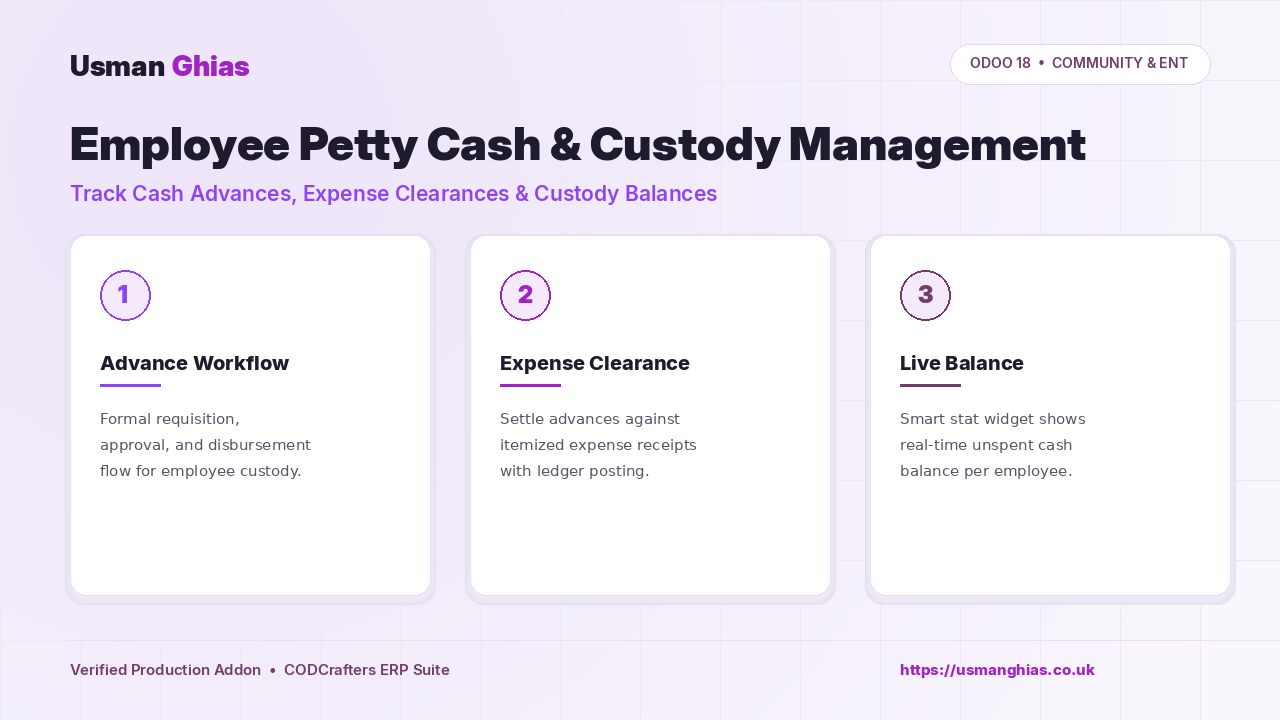 Usman Ghias
ODOO 18 • COMMUNITY & ENT
Employee Petty Cash & Custody Management
Track Cash Advances, Expense Clearances & Custody Balances
1
Advance Workflow
Formal requisition,
approval, and disbursement
flow for employee custody.
2
Expense Clearance
Settle advances against
itemized expense receipts
with ledger posting.
3
Live Balance
Smart stat widget shows
real-time unspent cash
balance per employee.
Verified Production Addon • CODCrafters ERP Suite
https://usmanghias.co.uk